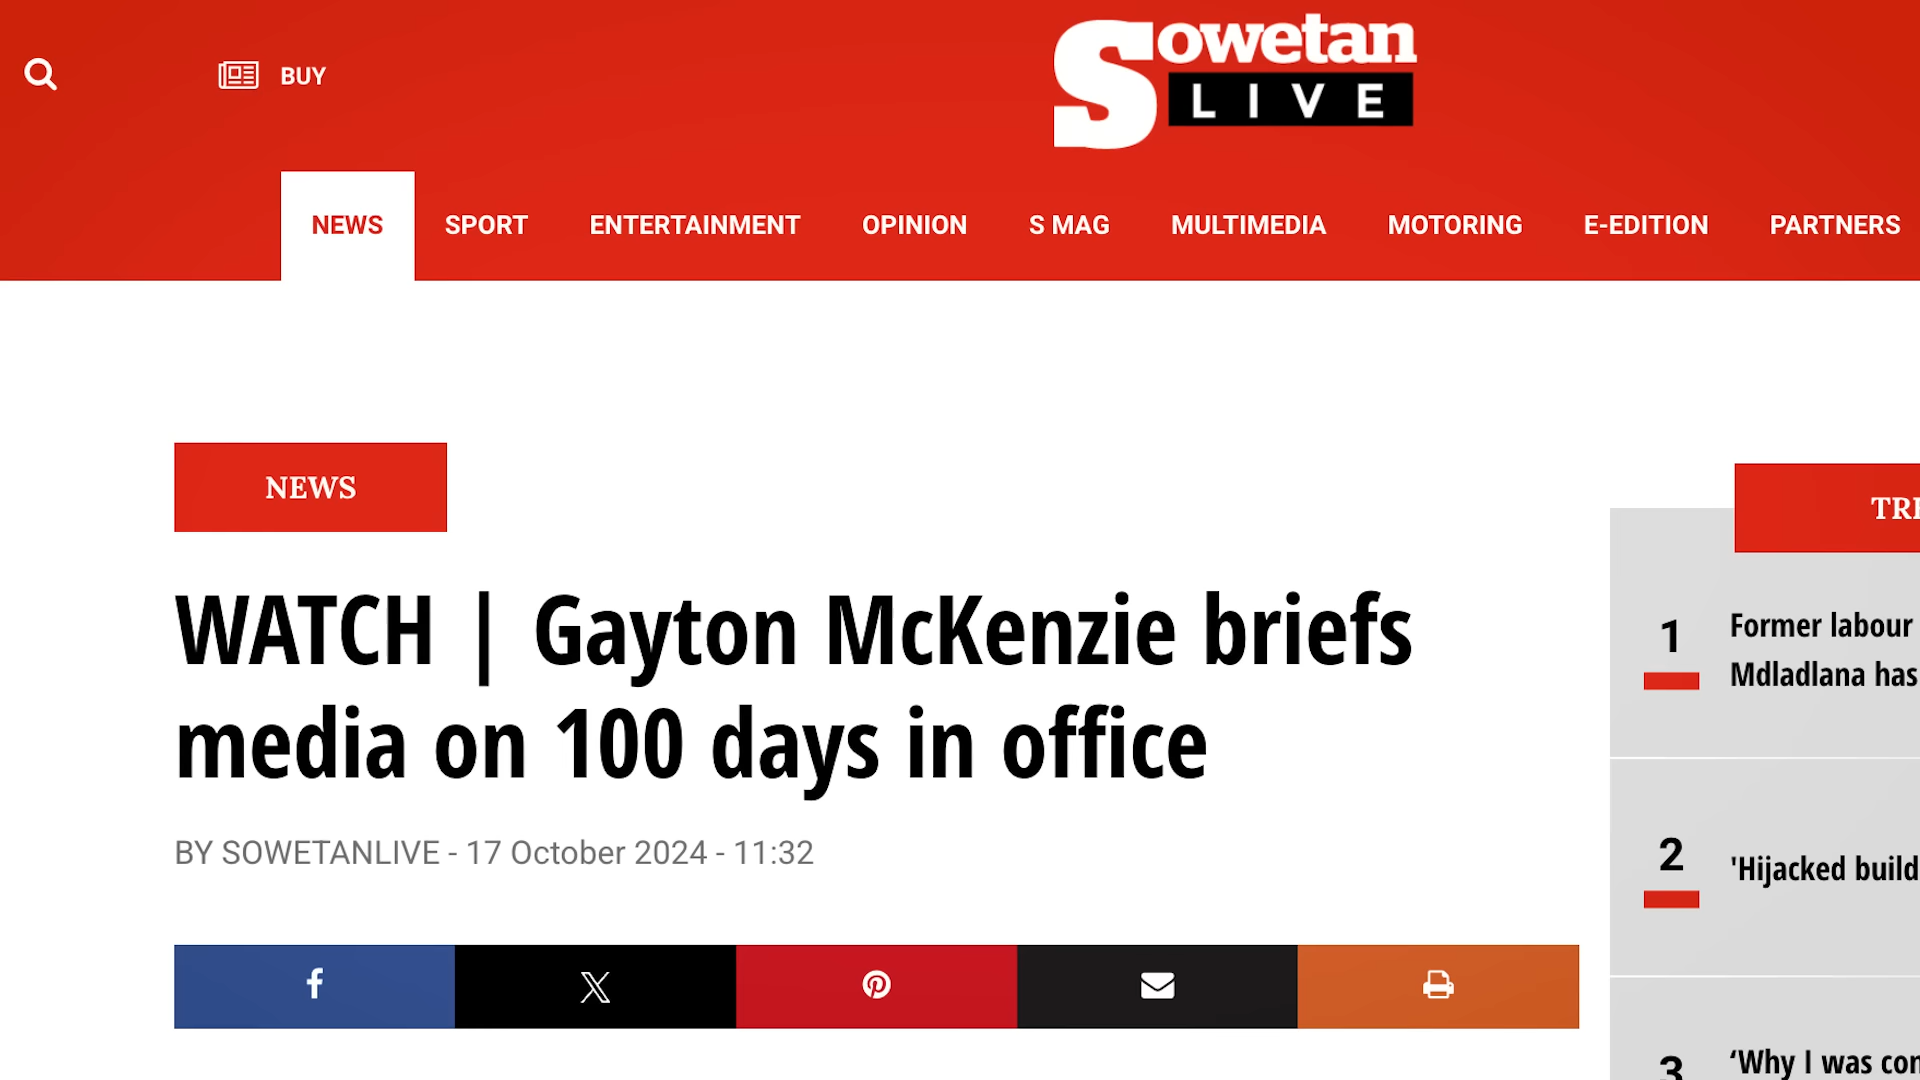 BUY
Sowetan
LIVE
NEWS SPORT ENTERTAINMENT OPINION S MAG MULTIMEDIA MOTORING E-EDITION PARTNERS
NEWS
WATCH | Gayton McKenzie briefs
media on 100 days in office
BY SOWETANLIVE - 17 October 2024 - 11:32
1
Former labour
Mdladlana has
2
'Hijacked build
3
‘Why I was